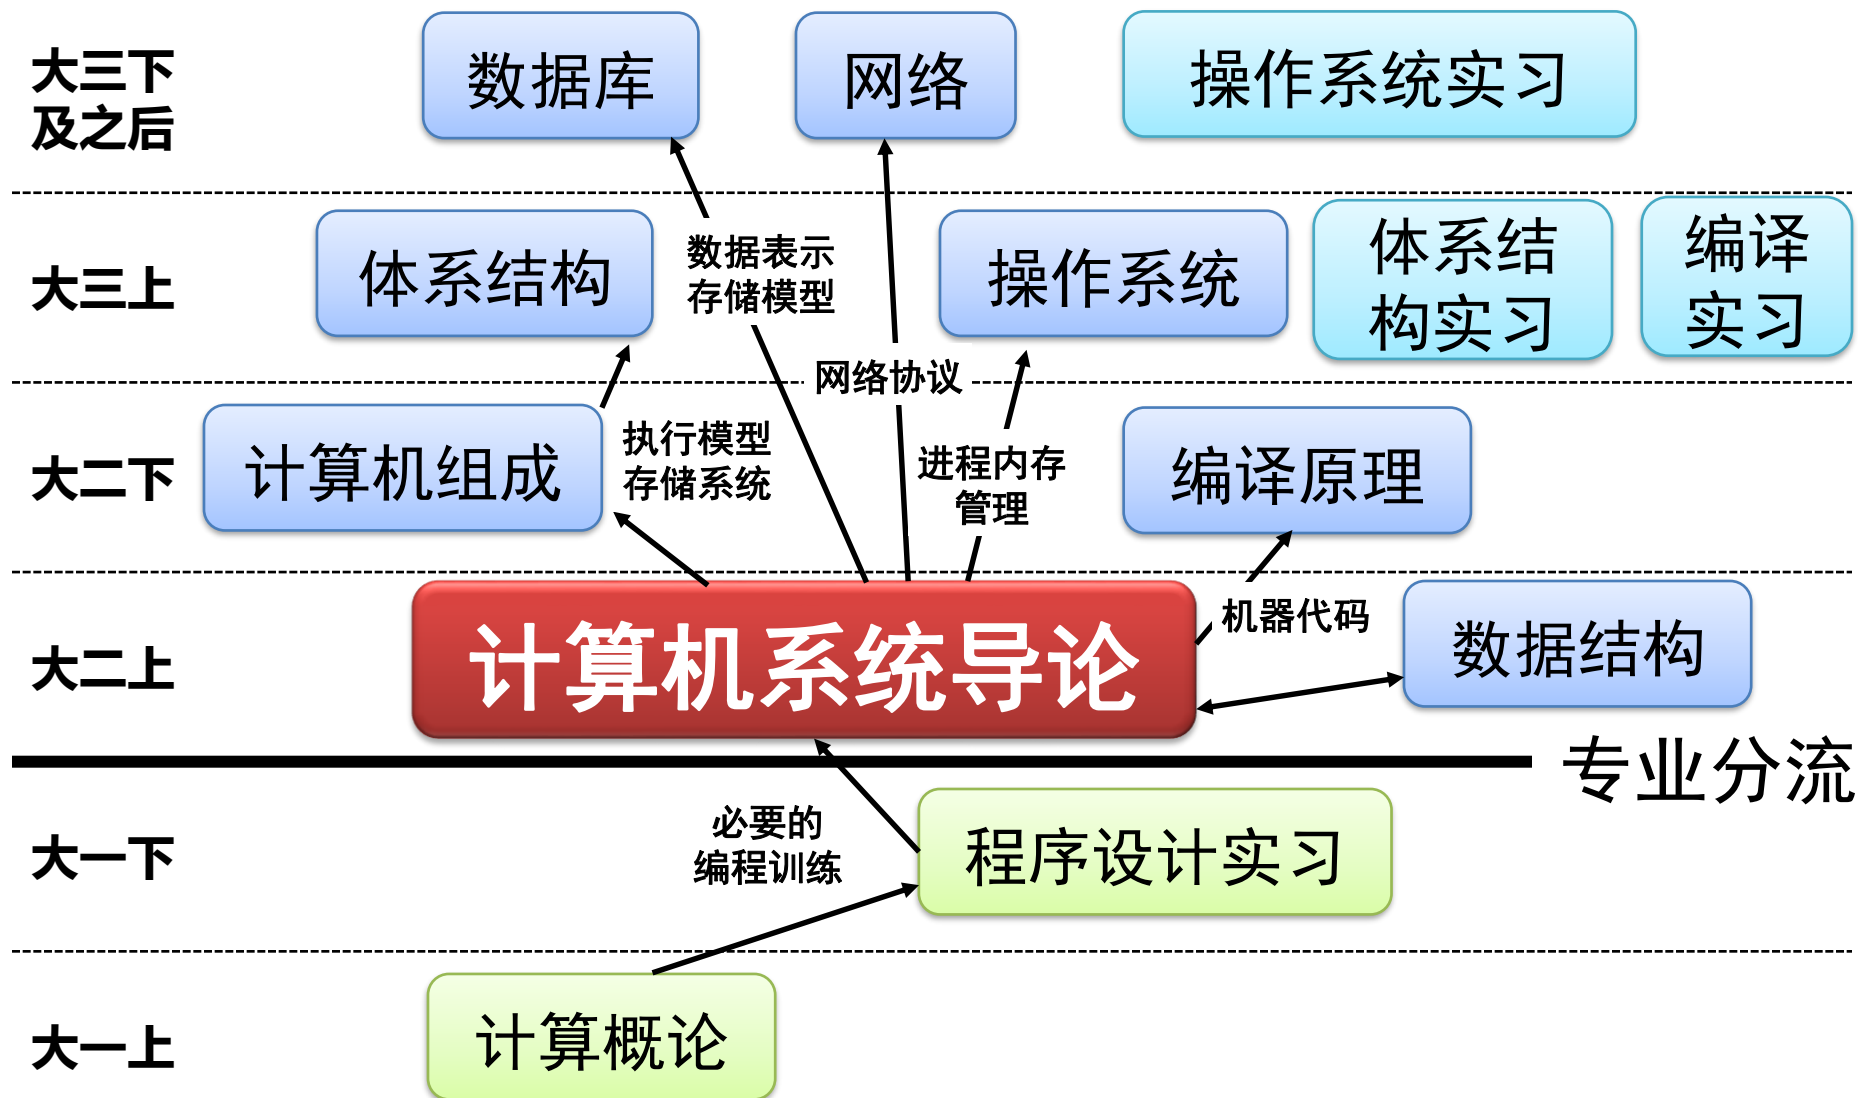 大三下
及之后
数据库
网络
操作系统实习
大三上
体系结构
数据表示
存储模型
操作系统
体系结
构实习
编译
实习
网络协议
大二下
计算机组成
执行模型
存储系统
进程内存
管理
编译原理
大二上
计算机系统导论
机器代码
数据结构
专业分流
大一下
必要的
编程训练
程序设计实习
大一上
计算概论